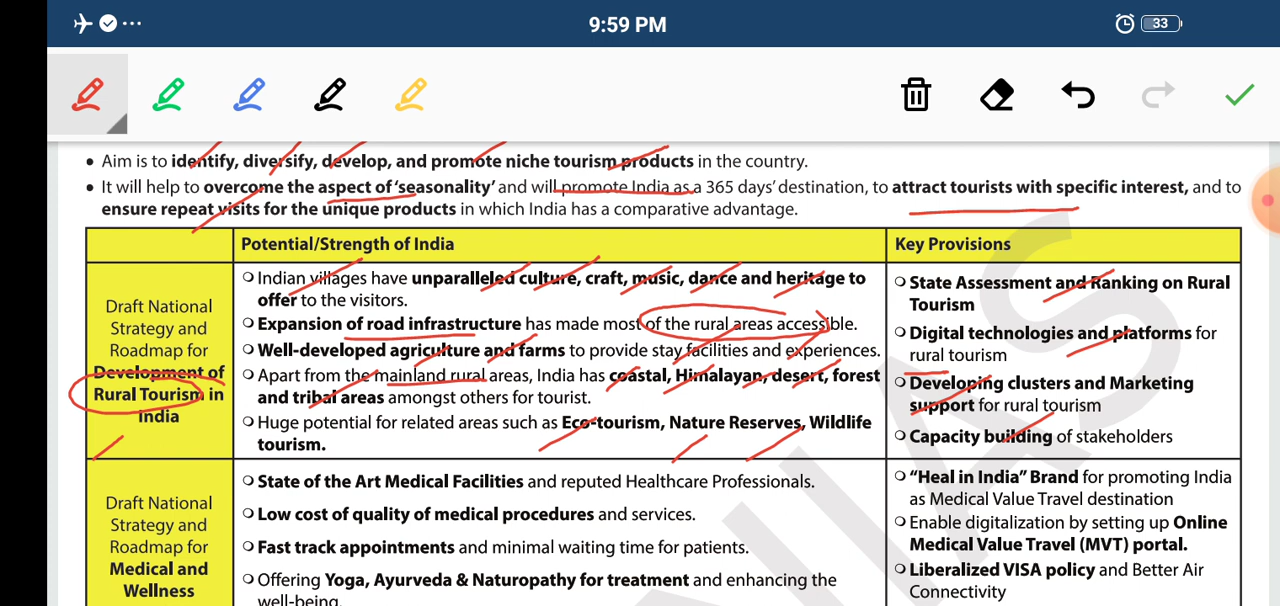 9:59 PM
33
• Aim is to identify, diversify, develop, and promote niche tourism products in the country.
• It will help to overcome the aspect of ‘seasonality’ and will promote India as a 365 days’ destination, to attract tourists with specific interest, and to
ensure repeat visits for the unique products in which India has a comparative advantage.
Potential/Strength of India
Key Provisions
Draft National
Strategy and
Roadmap for
Development of
Rural Tourism in
India
Indian villages have unparalleled culture, craft, music, dance and heritage to
offer to the visitors.
Expansion of road infrastructure has made most of the rural areas accessible.
Well-developed agriculture and farms to provide stay facilities and experiences.
Apart from the mainland rural areas, India has coastal, Himalayan, desert, forest
and tribal areas amongst others for tourist.
Huge potential for related areas such as Eco-tourism, Nature Reserves, Wildlife
tourism.
State Assessment and Ranking on Rural
Tourism
Digital technologies and platforms for
rural tourism
Developing clusters and Marketing
support for rural tourism
Capacity building of stakeholders
Draft National
Strategy and
Roadmap for
Medical and
Wellness
State of the Art Medical Facilities and reputed Healthcare Professionals.
Low cost of quality of medical procedures and services.
Fast track appointments and minimal waiting time for patients.
Offering Yoga, Ayurveda & Naturopathy for treatment and enhancing the
well-being.
“Heal in India” Brand for promoting India
as Medical Value Travel destination
Enable digitalization by setting up Online
Medical Value Travel (MVT) portal.
Liberalized VISA policy and Better Air
Connectivity